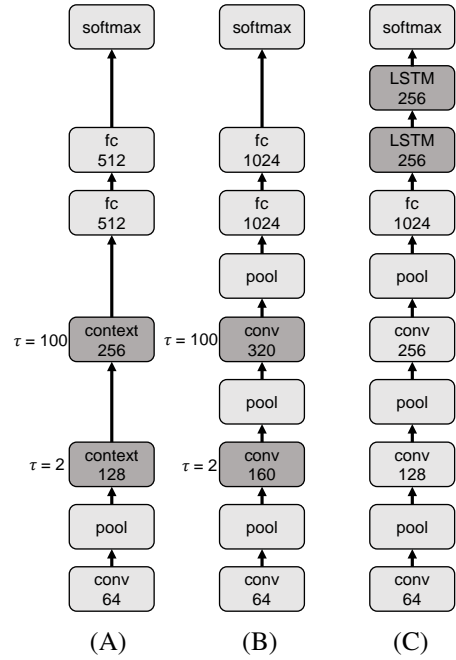 softmax
fc
512
fc
512
τ = 100
context
256
τ = 2
context
128
pool
conv
64
(A)
softmax
fc
1024
fc
1024
pool
τ = 100
conv
320
pool
τ = 2
conv
160
pool
conv
64
(B)
softmax
LSTM
256
LSTM
256
fc
1024
pool
conv
256
pool
conv
128
pool
conv
64
(C)